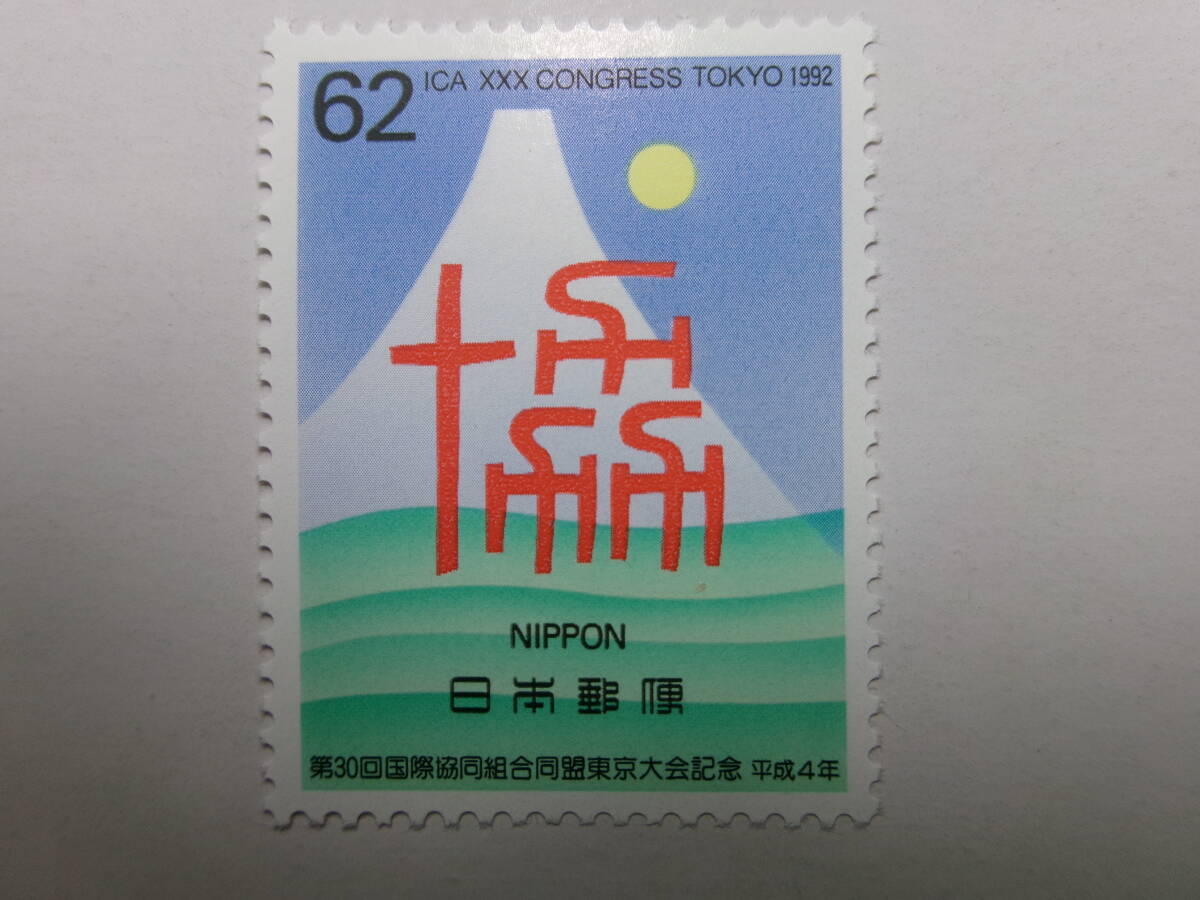 62
ICA XXX CONGRESS TOKYO 1992
協
NIPPON
日本郵便
第30回国際協同組合同盟東京大会記念 平成4年